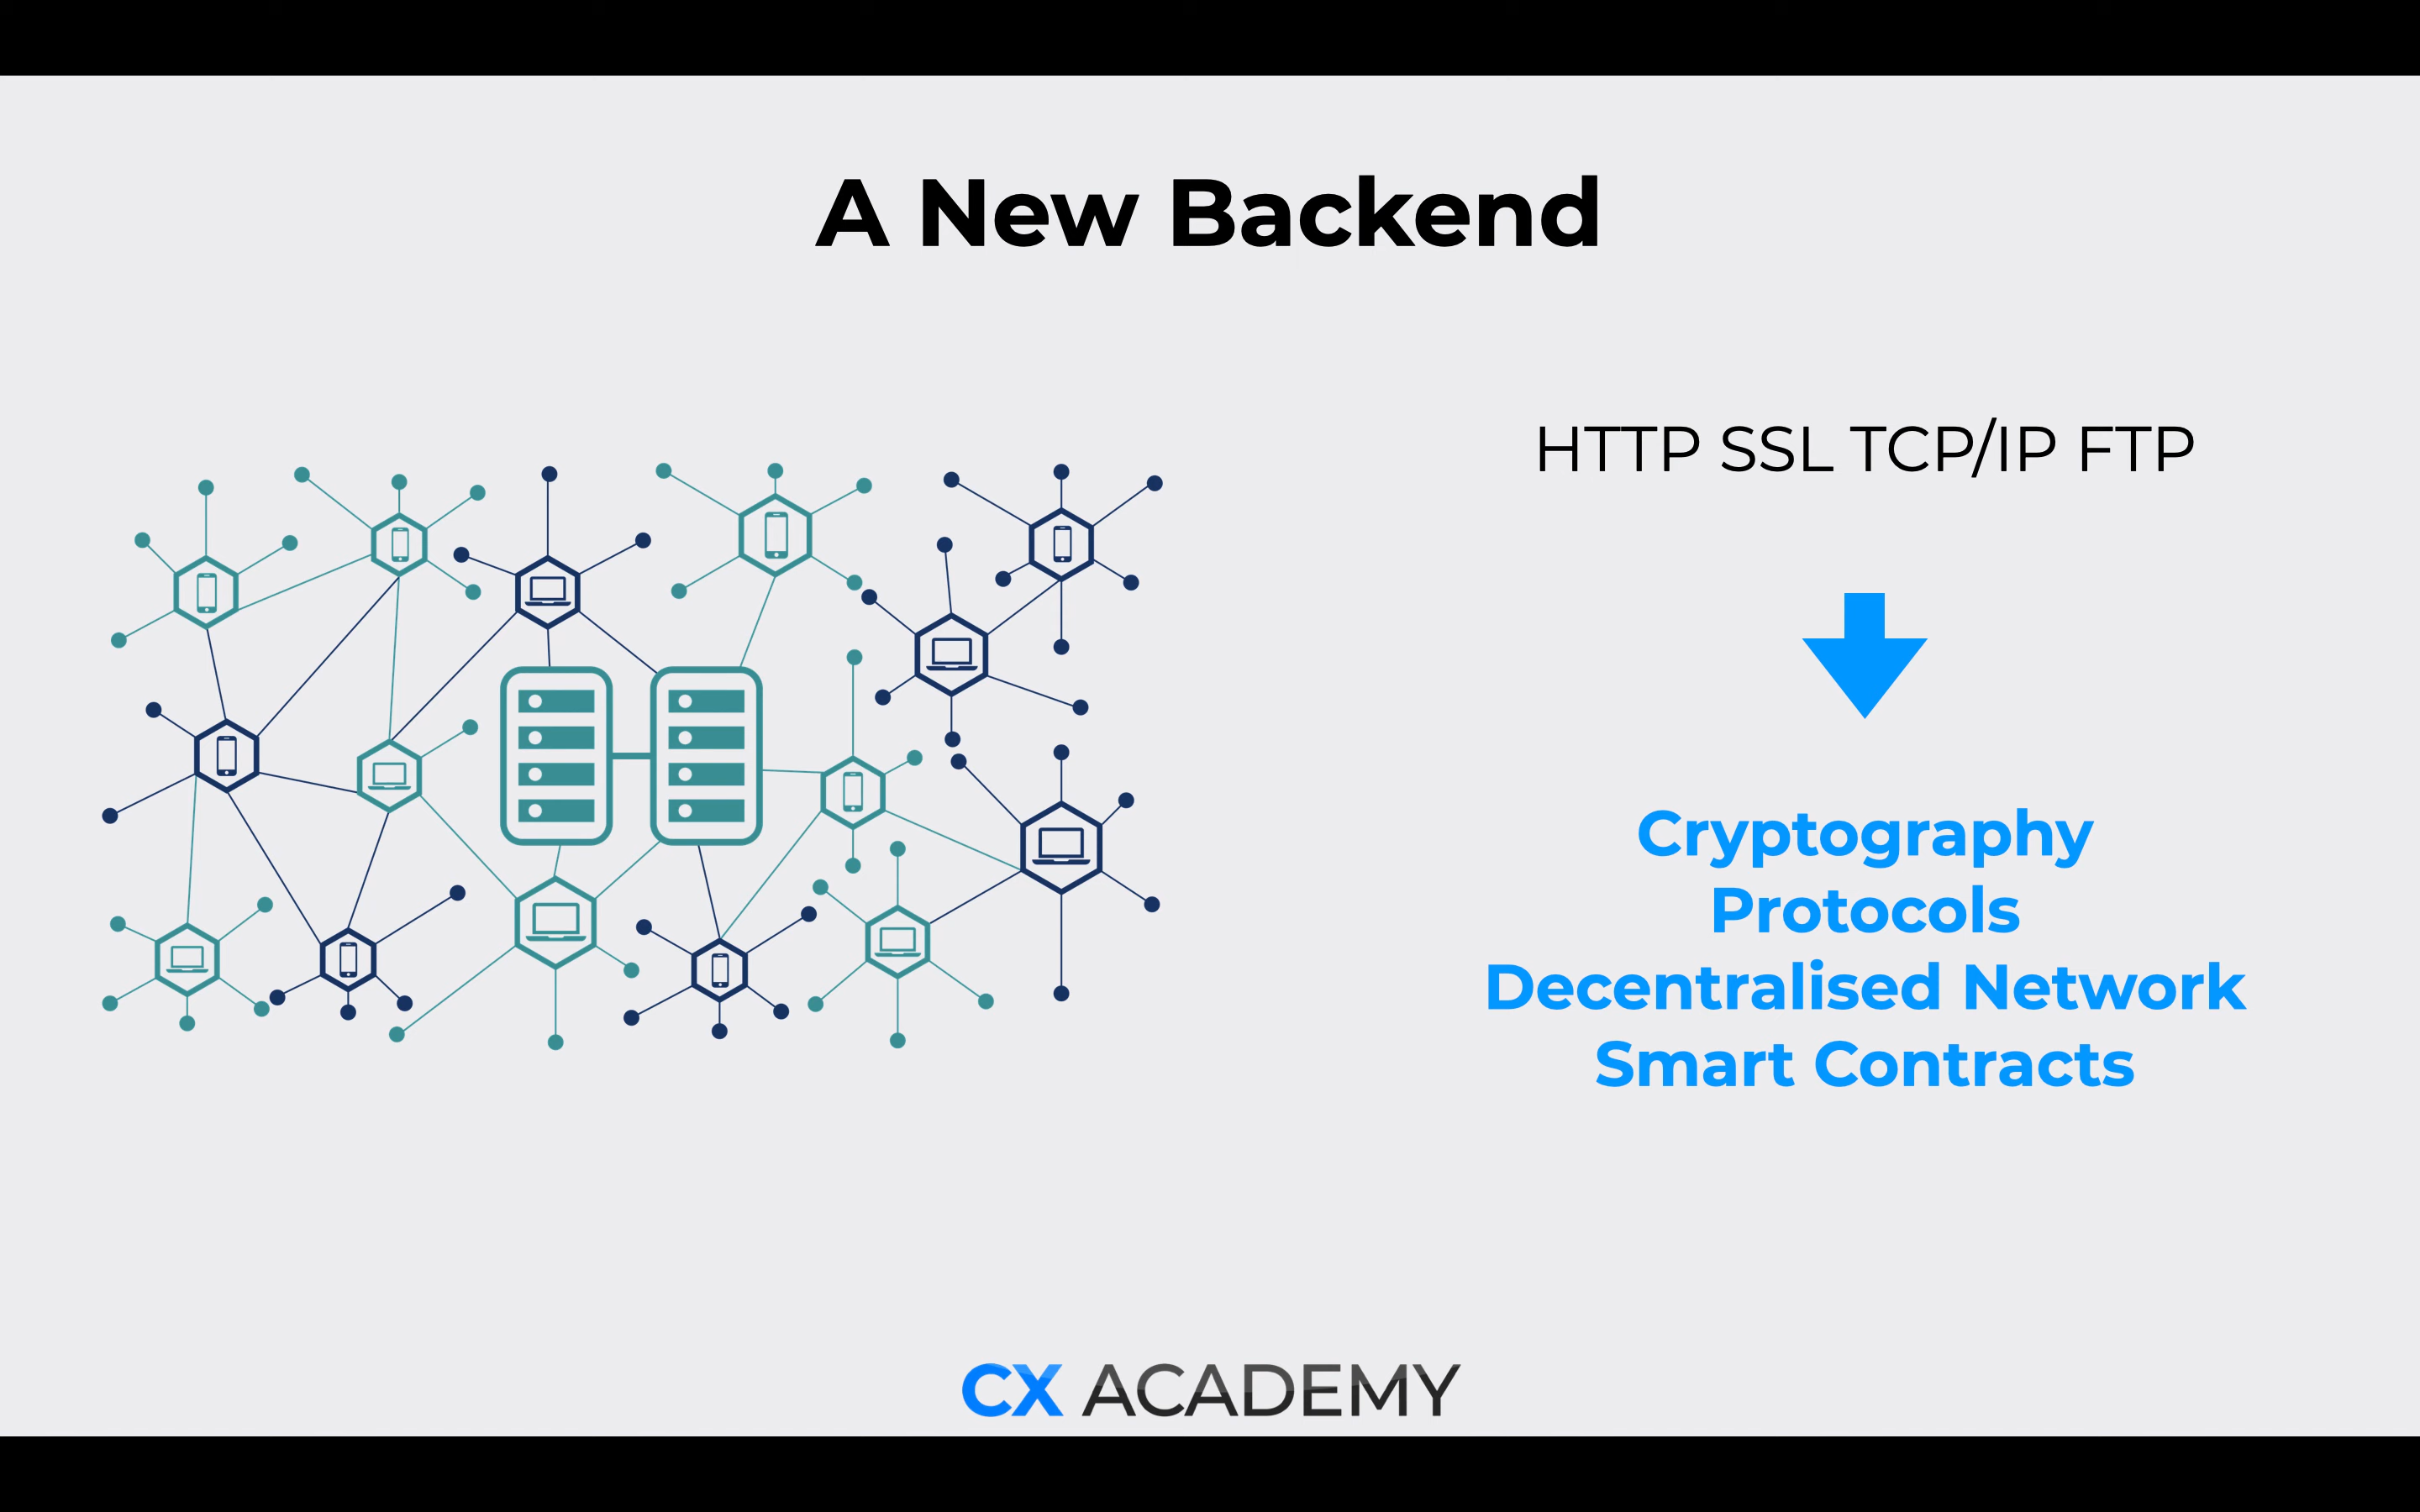 A New Backend
HTTP SSL TCP/IP FTP
Cryptography
Protocols
Decentralised Network
Smart Contracts
CX ACADEMY